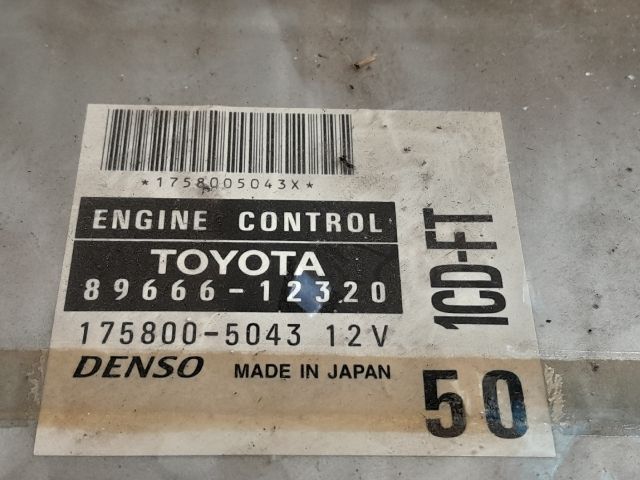 *1758005043X*
ENGINE CONTROL
TOYOTA
89666-12320
175800-5043 12V
DENSO MADE IN JAPAN
1CD-FT
50